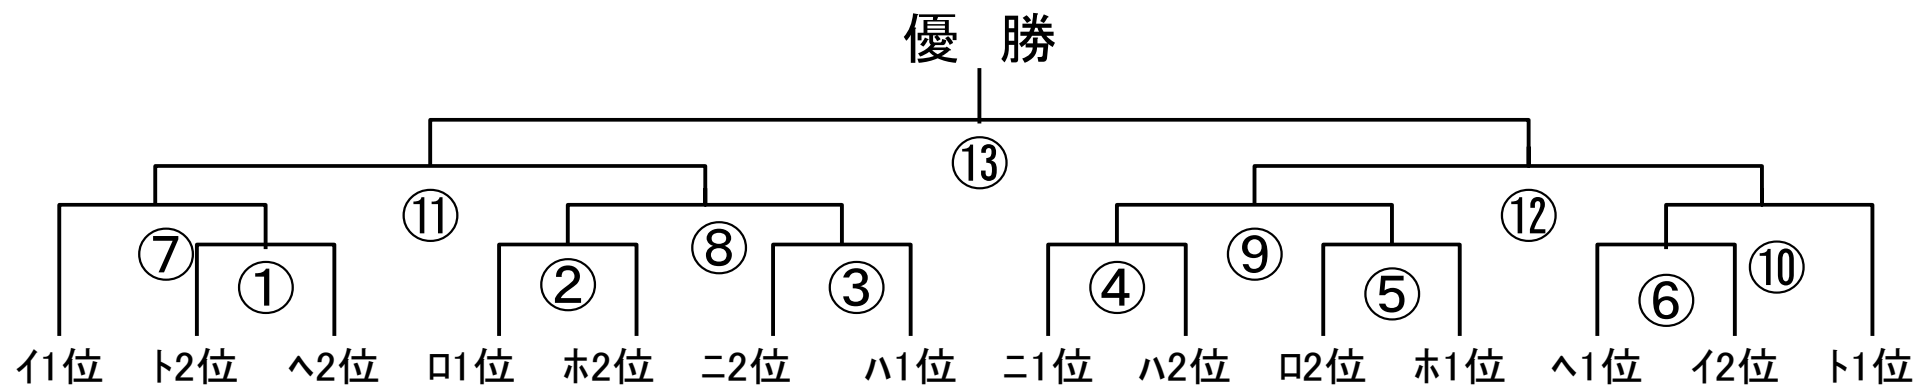 優 勝
⑬
⑪ ⑫
⑦ ⑧ ⑨ ⑩
① ② ③ ④ ⑤ ⑥
イ1位 ト2位 ヘ2位 ロ1位 ホ2位 ニ2位 ハ1位 ニ1位 ハ2位 ロ2位 ホ1位 ヘ1位 イ2位 ト1位